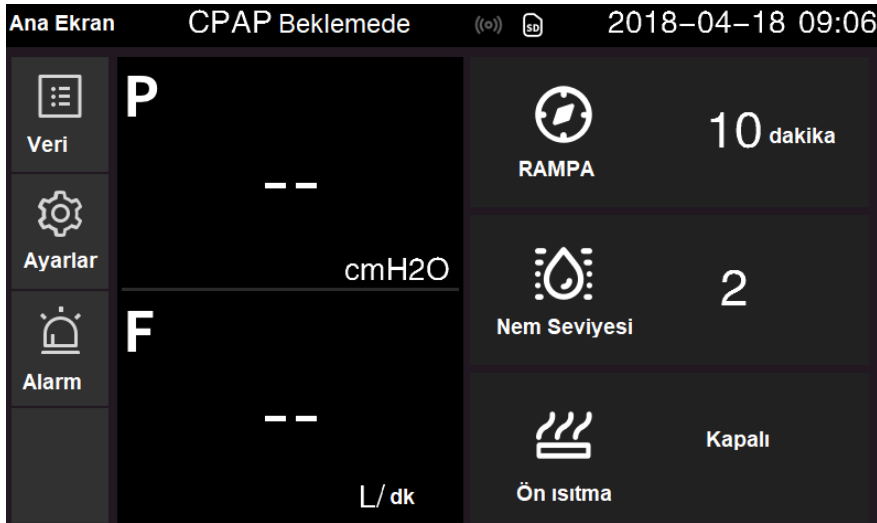 Ana Ekran CPAP Beklemede SD 2018-04-18 09:06
Veri
Ayarlar
Alarm
P
--
cmH2O
F
--
L/dk
RAMPA
10 dakika
Nem Seviyesi
2
Ön ısıtma
Kapalı